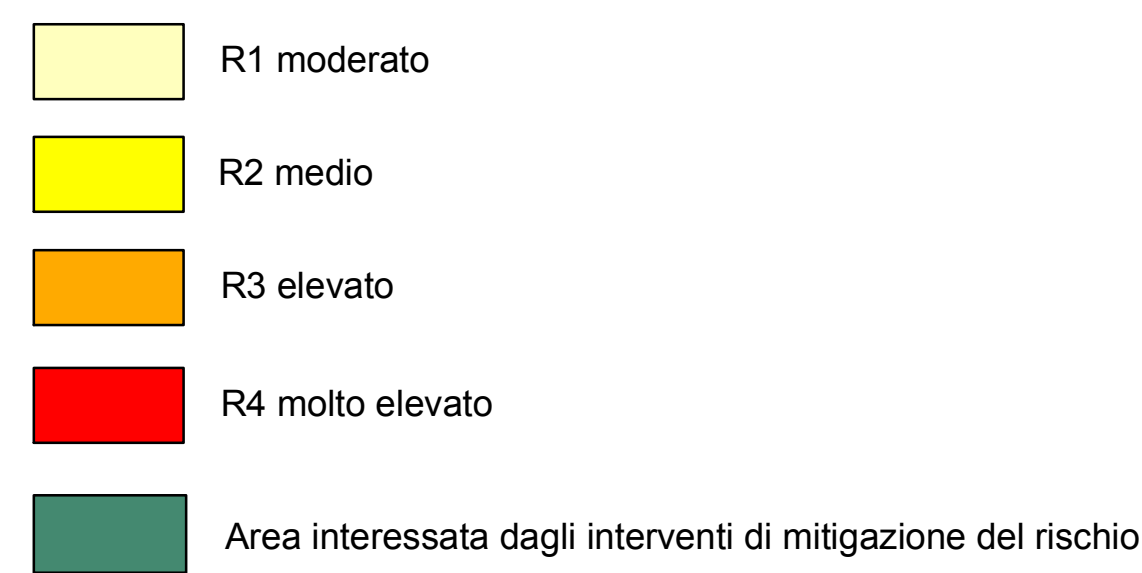 R1 moderato
R2 medio
R3 elevato
R4 molto elevato
Area interessata dagli interventi di mitigazione del rischio